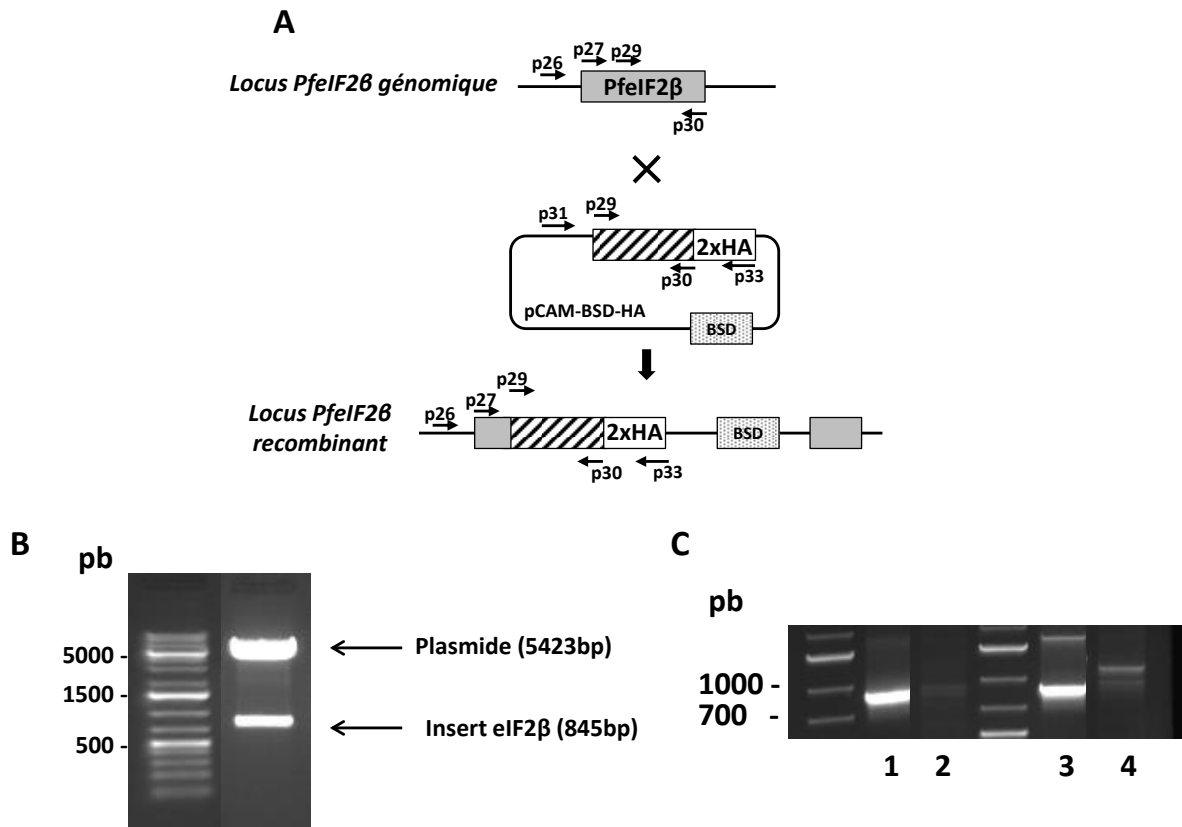 A
p26
p27
p29
Locus PfeIF2β génomique
PfeIF2β
p30
p31
p29
2xHA
p30
p33
pCAM-BSD-HA
BSD
p29
p27
p26
Locus PfeIF2β
recombinant
2xHA
BSD
p30
p33
B
pb
5000 -
1500 -
500 -
Plasmide (5423bp)
Insert eIF2β (845bp)
C
pb
1000 -
700 -
1 2 3 4